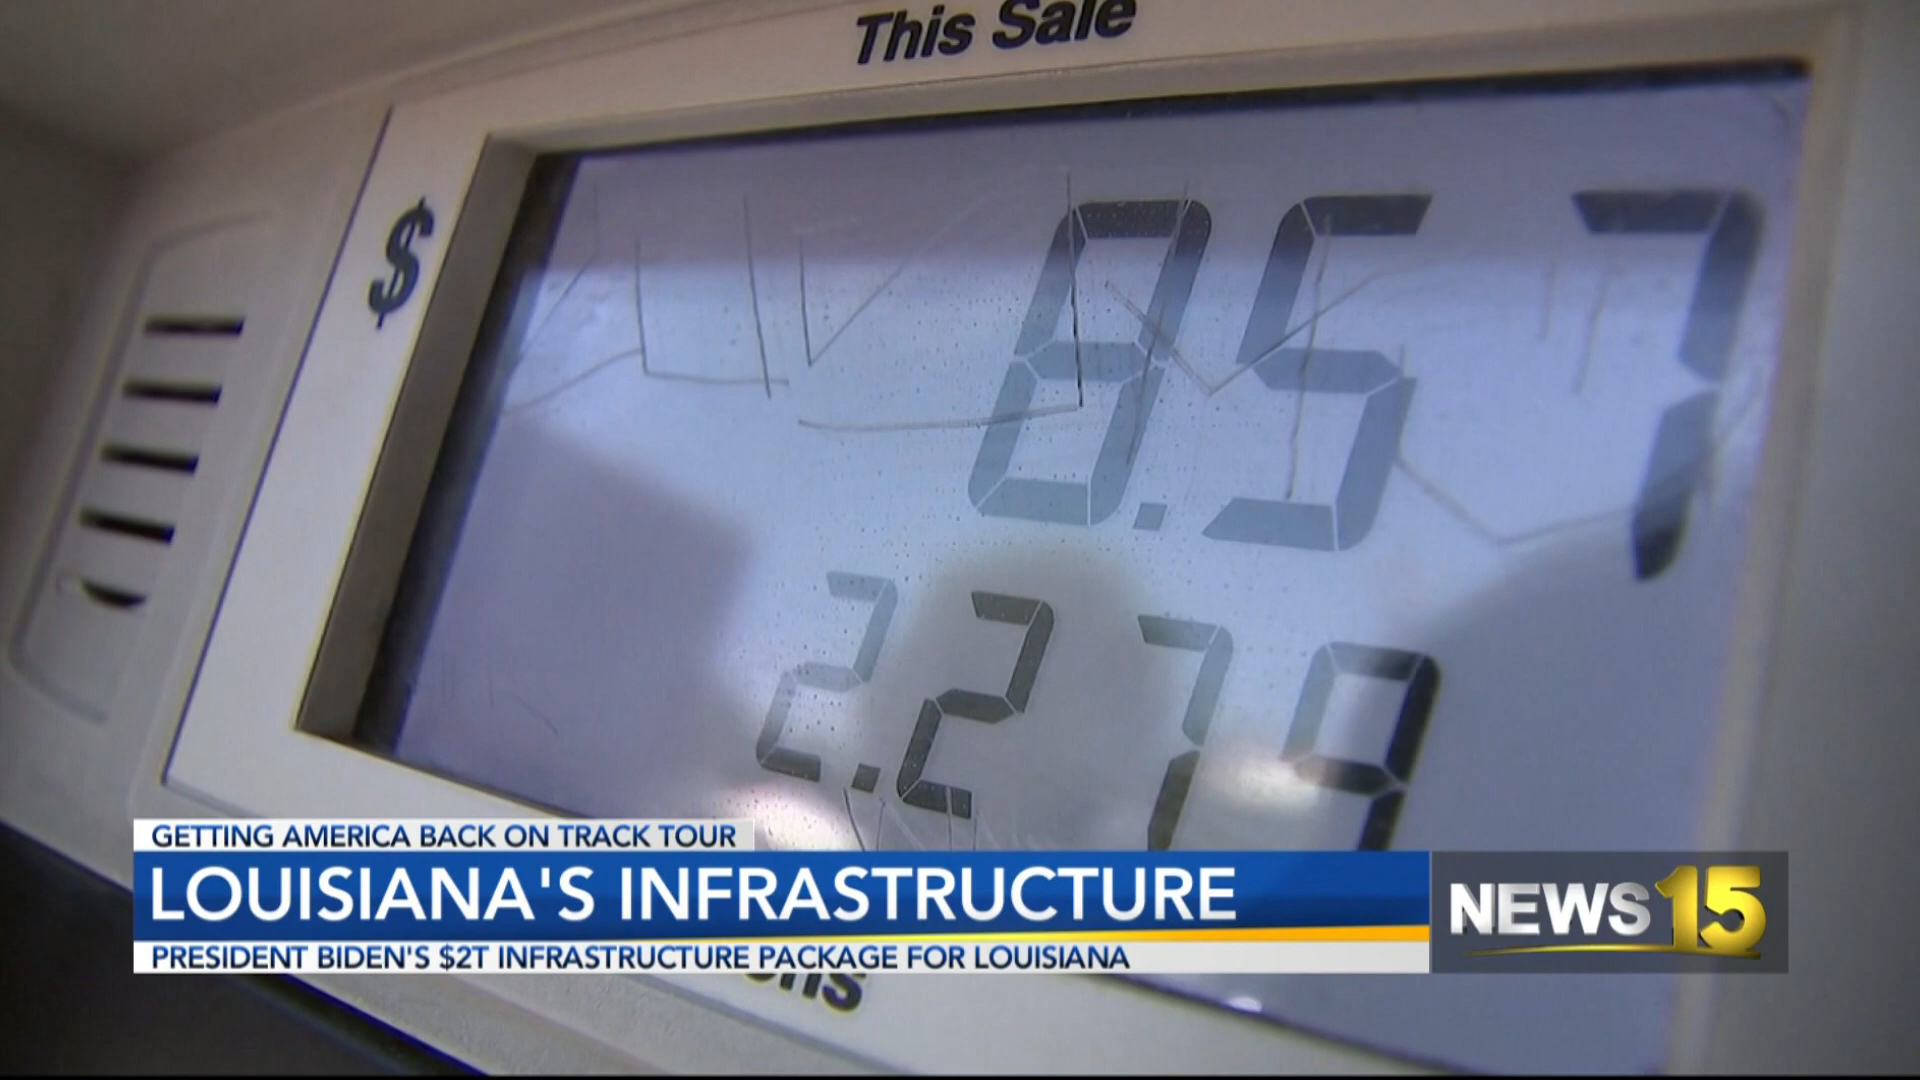 This Sale
$
8.57
2.279
GETTING AMERICA BACK ON TRACK TOUR
LOUISIANA'S INFRASTRUCTURE
NEWS 15
PRESIDENT BIDEN'S $2T INFRASTRUCTURE PACKAGE FOR LOUISIANA